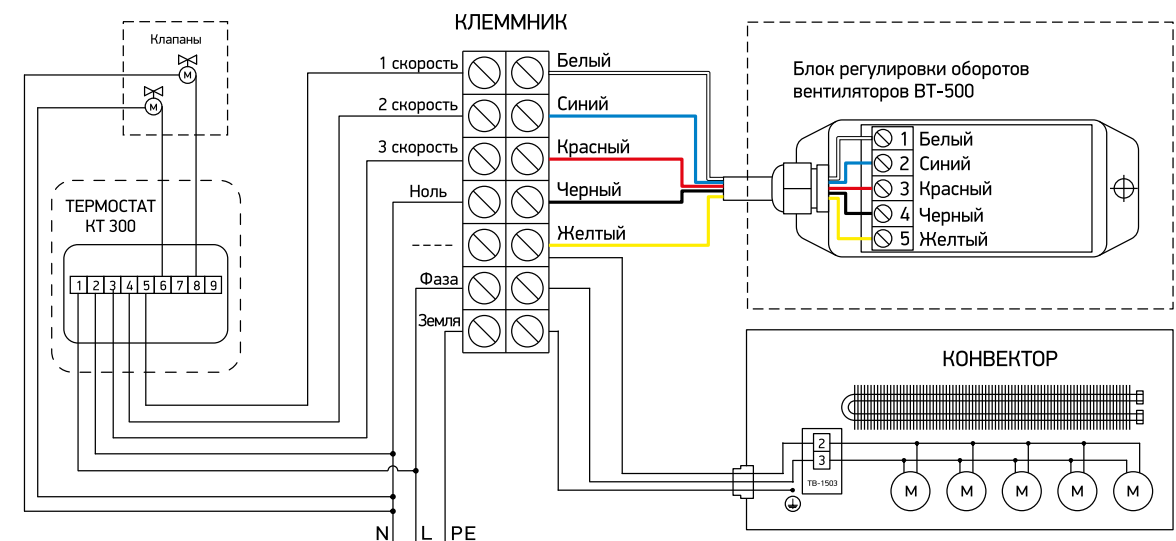 КЛЕММНИК
Клапаны
М
М
ТЕРМОСТАТ
КТ 300
1 2 3 4 5 6 7 8 9
1 скорость
2 скорость
3 скорость
Ноль
----
Фаза
Земля
Белый
Синий
Красный
Черный
Желтый
Блок регулировки оборотов
вентиляторов ВТ-500
1 Белый
2 Синий
3 Красный
4 Черный
5 Желтый
КОНВЕКТОР
2
3
ТВ-1503
М М М М М
N L PE